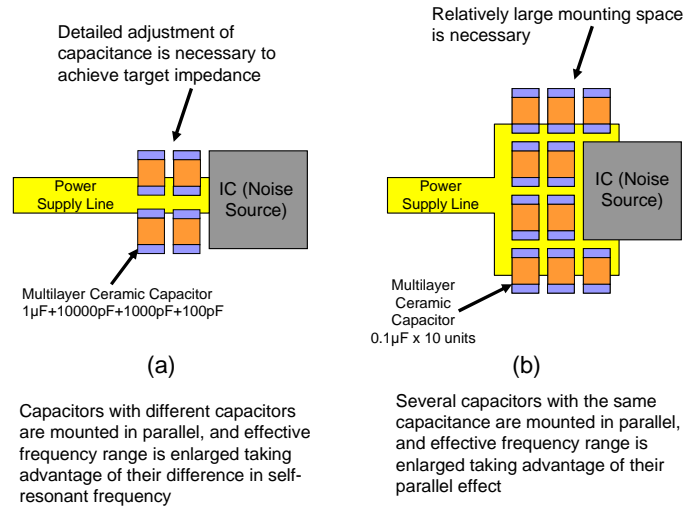 Detailed adjustment of
capacitance is necessary to
achieve target impedance
Power
Supply Line
IC (Noise
Source)
Multilayer Ceramic Capacitor
1µF+10000pF+1000pF+100pF
(a)
Capacitors with different capacitors
are mounted in parallel, and effective
frequency range is enlarged taking
advantage of their difference in self-
resonant frequency
Relatively large mounting space
is necessary
Power
Supply Line
IC (Noise
Source)
Multilayer
Ceramic
Capacitor
0.1µF x 10 units
(b)
Several capacitors with the same
capacitance are mounted in parallel,
and effective frequency range is
enlarged taking advantage of their
parallel effect